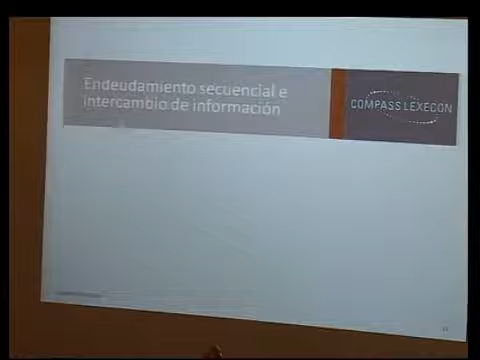 Endeudamiento secuencial e
intercambio de información
COMPASS LEXECON